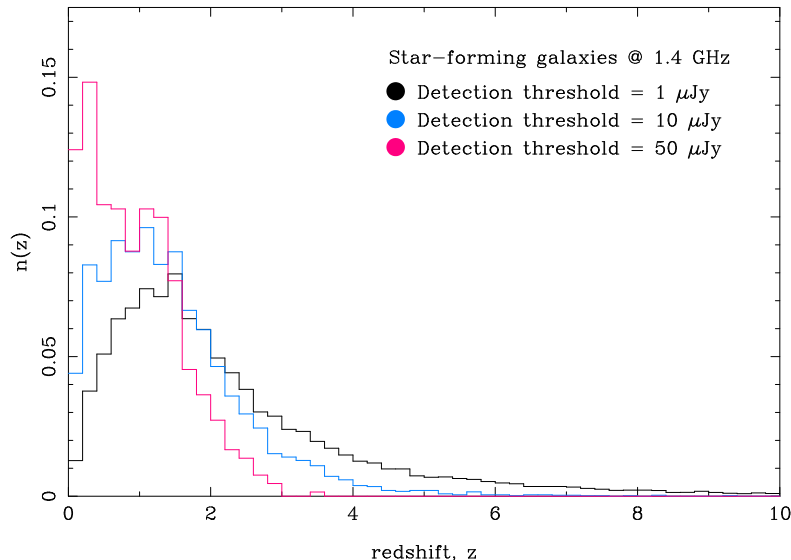 Star-forming galaxies @ 1.4 GHz
Detection threshold = 1 μJy
Detection threshold = 10 μJy
Detection threshold = 50 μJy
n(z)
0.15
0.1
0.05
0
0 2 4 6 8 10
redshift, z